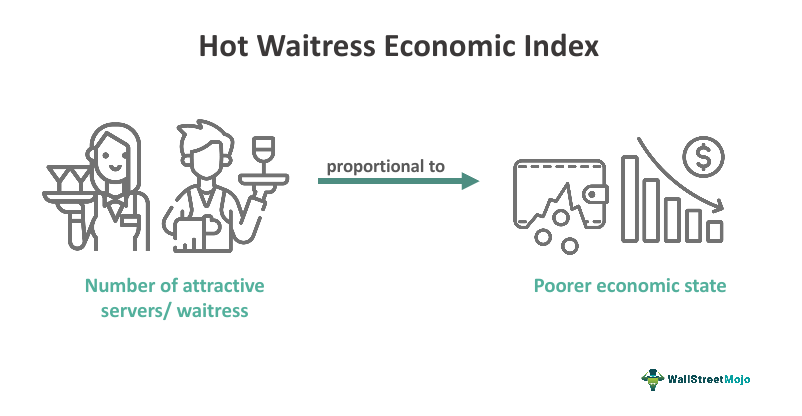 Hot Waitress Economic Index
proportional to
$
Number of attractive
servers/ waitress
Poorer economic state
WallStreetMojo